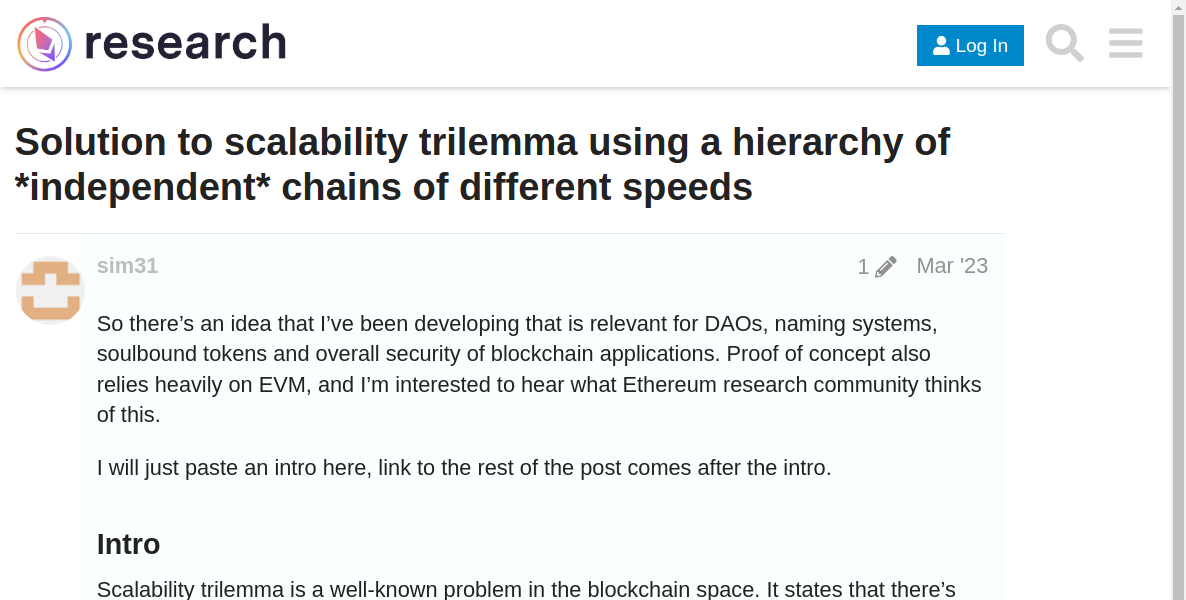 research
Log In
Solution to scalability trilemma using a hierarchy of
*independent* chains of different speeds
sim31
1
Mar '23
So there’s an idea that I’ve been developing that is relevant for DAOs, naming systems,
soulbound tokens and overall security of blockchain applications. Proof of concept also
relies heavily on EVM, and I’m interested to hear what Ethereum research community thinks
of this.
I will just paste an intro here, link to the rest of the post comes after the intro.
Intro
Scalability trilemma is a well-known problem in the blockchain space. It states that there’s